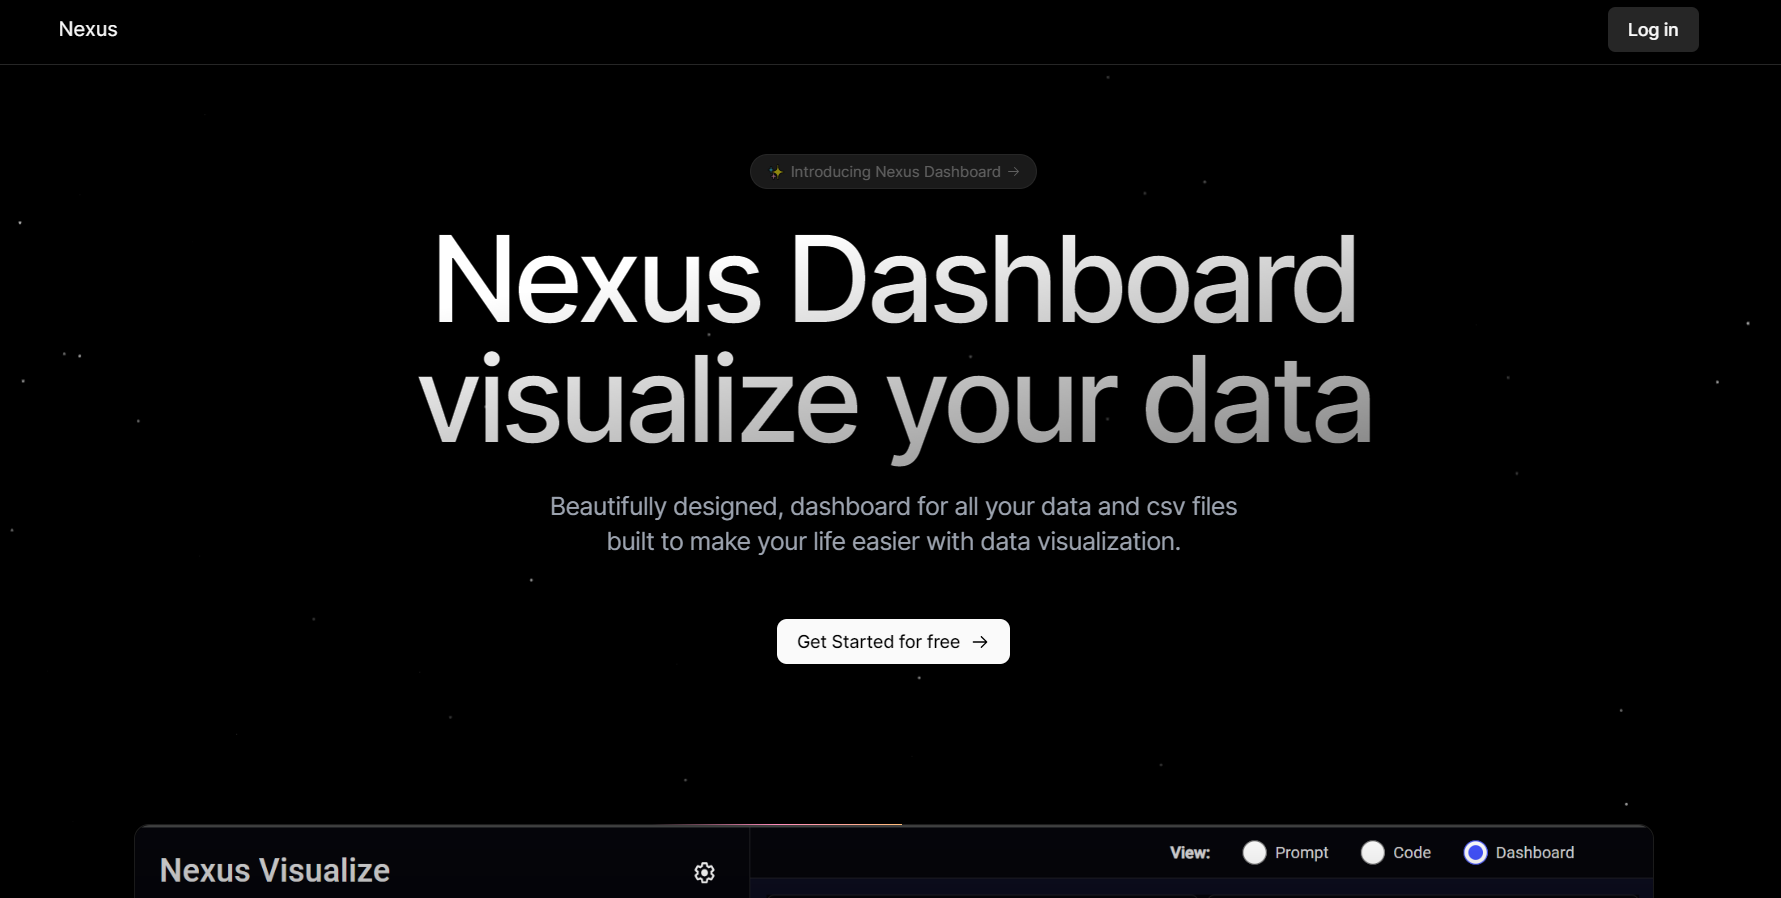 Nexus
Log in
✨ Introducing Nexus Dashboard →
Nexus Dashboard
visualize your data
Beautifully designed, dashboard for all your data and csv files
built to make your life easier with data visualization.
Get Started for free →
Nexus Visualize
View: Prompt Code Dashboard